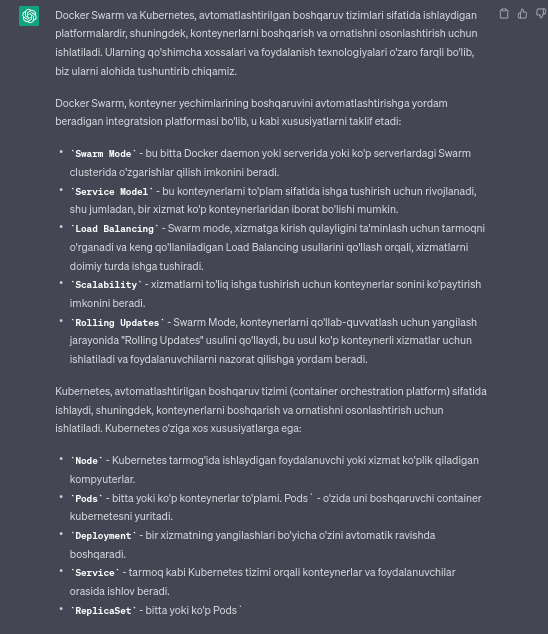 Docker Swarm va Kubernetes, avtomatlashtirilgan boshqaruv tizimlari sifatida ishlaydigan
platformalardir, shuningdek, konteynerlarni boshqarish va ornatishni osonlashtirish uchun
ishlatiladi. Ularning qo'shimcha xossalari va foydalanish texnologiyalari o'zaro farqli bo'lib,
biz ularni alohida tushuntirib chiqamiz.
Docker Swarm, konteyner yechimlarining boshqaruvini avtomatlashtirishga yordam
beradigan integratsion platformasi bo'lib, u kabi xususiyatlarni taklif etadi:
• `Swarm Mode` - bu bitta Docker daemon yoki serverida yoki ko'p serverlardagi Swarm
clusterida o'zgarishlar qilish imkonini beradi.
• `Service Model` - bu konteynerlarni to'plam sifatida ishga tushirish uchun rivojlanadi,
shu jumladan, bir xizmat ko'p konteynerlaridan iborat bo'lishi mumkin.
• `Load Balancing` - Swarm mode, xizmatga kirish qulayligini ta'minlash uchun tarmoqni
o'rganadi va keng qo'llaniladigan Load Balancing usullarini qo'llash orqali, xizmatlarni
doimiy turda ishga tushiradi.
• `Scalability` - xizmatlarni to'liq ishga tushirish uchun konteynerlar sonini ko'paytirish
imkonini beradi.
• `Rolling Updates` - Swarm Mode, konteynerlarni qo'llab-quvvatlash uchun yangilash
jarayonida "Rolling Updates" usulini qo'llaydi, bu usul ko'p konteynerli xizmatlar uchun
ishlatiladi va foydalanuvchilarni nazorat qilishga yordam beradi.
Kubernetes, avtomatlashtirilgan boshqaruv tizimi (container orchestration platform) sifatida
ishlaydi, shuningdek, konteynerlarni boshqarish va ornatishni osonlashtirish uchun
ishlatiladi. Kubernetes o'ziga xos xususiyatlarga ega:
• `Node` - Kubernetes tarmog'ida ishlaydigan foydalanuvchi yoki xizmat ko'plik qiladigan
kompyuterlar.
• `Pods` - bitta yoki ko'p konteynerlar to'plami. Pods` - o'zida uni boshqaruvchi container
kubernetesni yuritadi.
• `Deployment` - bir xizmatning yangilashlari bo'yicha o'zini avtomatik ravishda
boshqaradi.
• `Service` - tarmoq kabi Kubernetes tizimi orqali konteynerlar va foydalanuvchilar
orasida ishlov beradi.
• `ReplicaSet` - bitta yoki ko'p Pods`